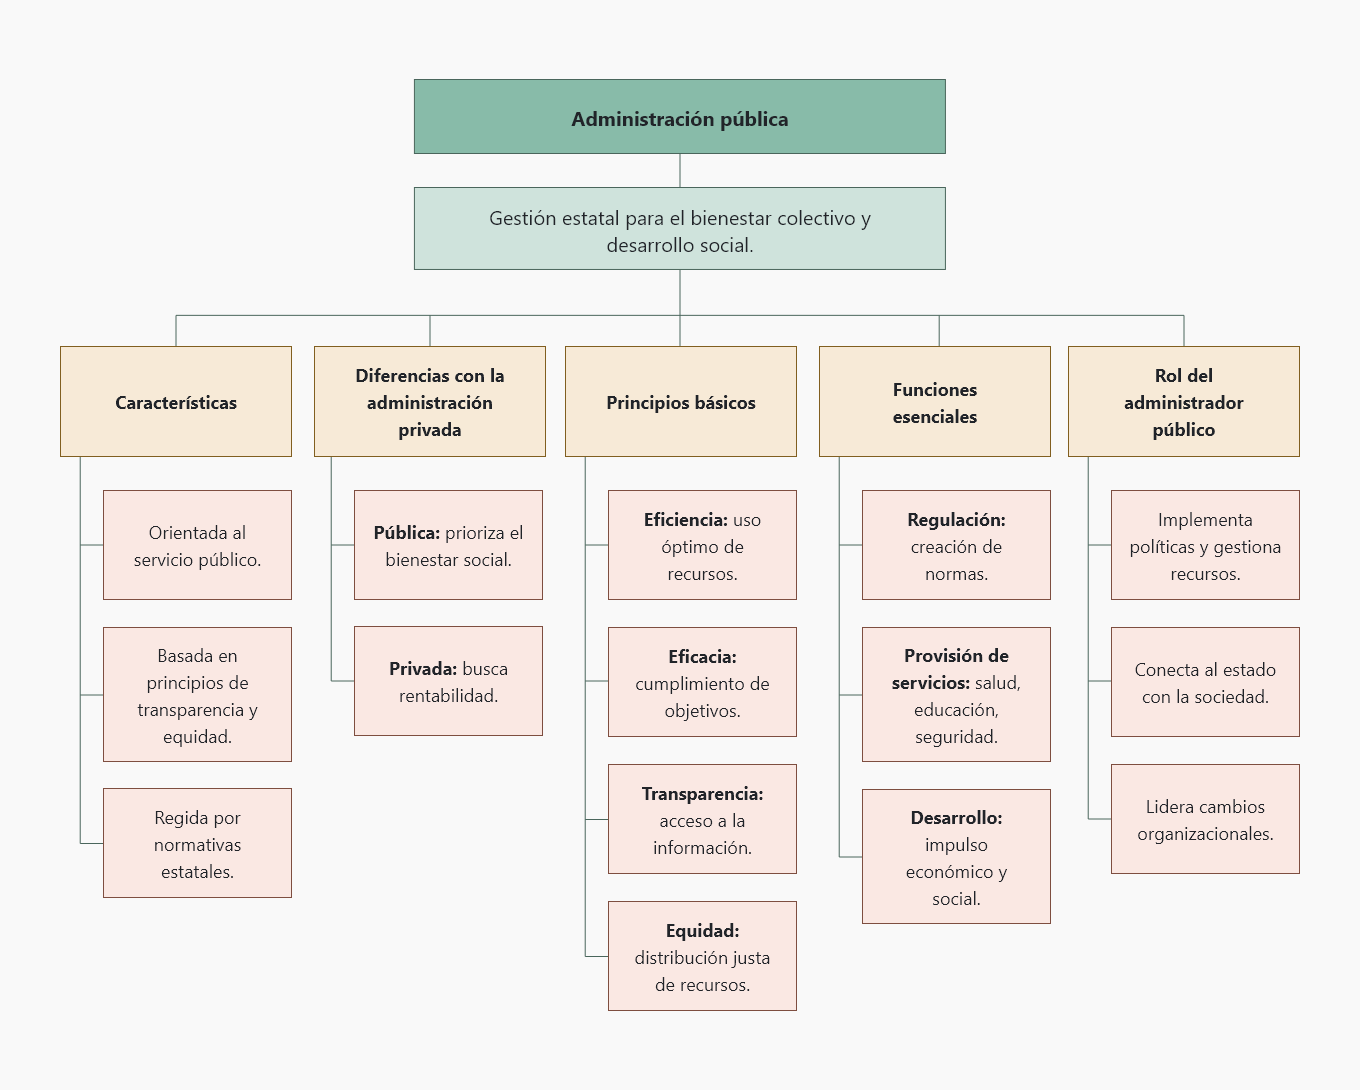 Administración pública
Gestión estatal para el bienestar colectivo y
desarrollo social.
Características
Orientada al
servicio público.
Basada en
principios de
transparencia y
equidad.
Regida por
normativas
estatales.
Diferencias con la
administración
privada
Pública: prioriza el
bienestar social.
Privada: busca
rentabilidad.
Principios básicos
Eficiencia: uso
óptimo de
recursos.
Eficacia:
cumplimiento de
objetivos.
Transparencia:
acceso a la
información.
Equidad:
distribución justa
de recursos.
Funciones
esenciales
Regulación:
creación de
normas.
Provisión de
servicios: salud,
educación,
seguridad.
Desarrollo:
impulso
económico y
social.
Rol del
administrador
público
Implementa
políticas y gestiona
recursos.
Conecta al estado
con la sociedad.
Lidera cambios
organizacionales.